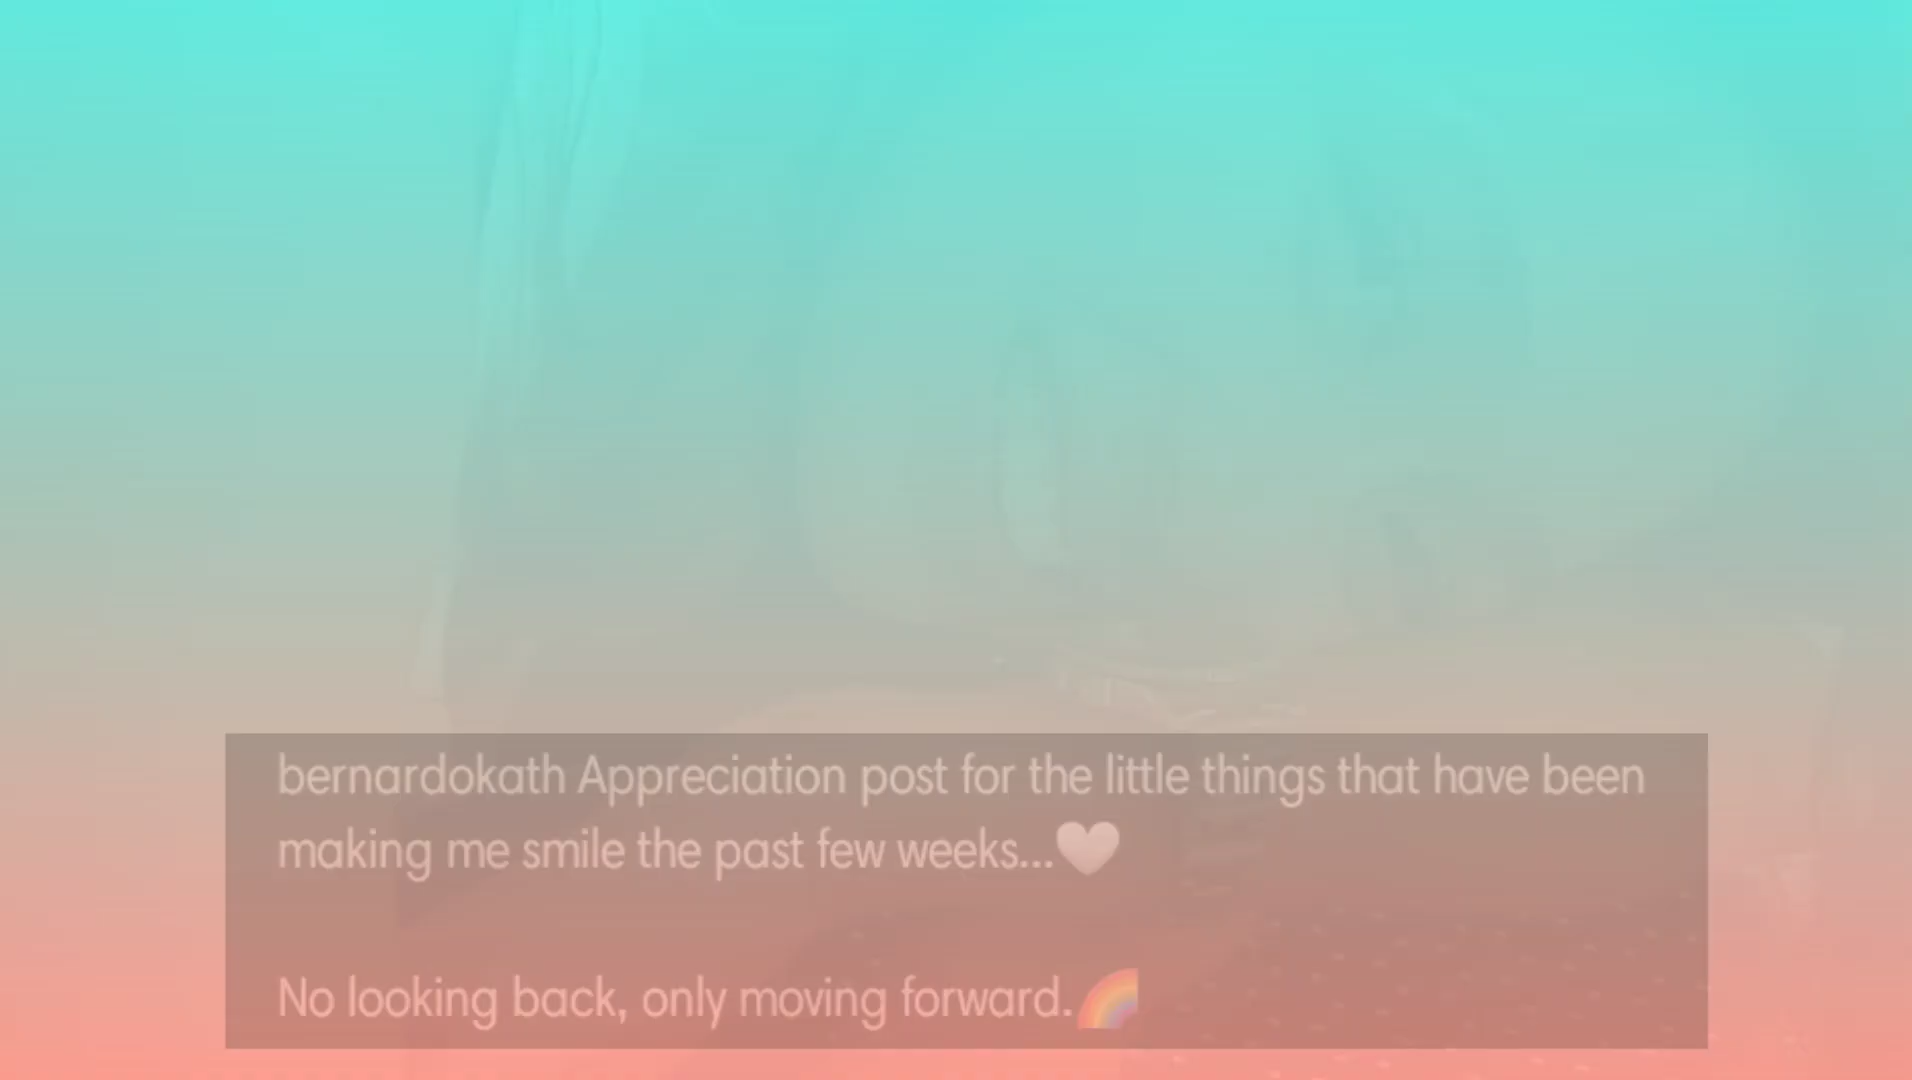 bernardokath Appreciation post for the little things that have been
making me smile the past few weeks...🤍
No looking back, only moving forward.🌈